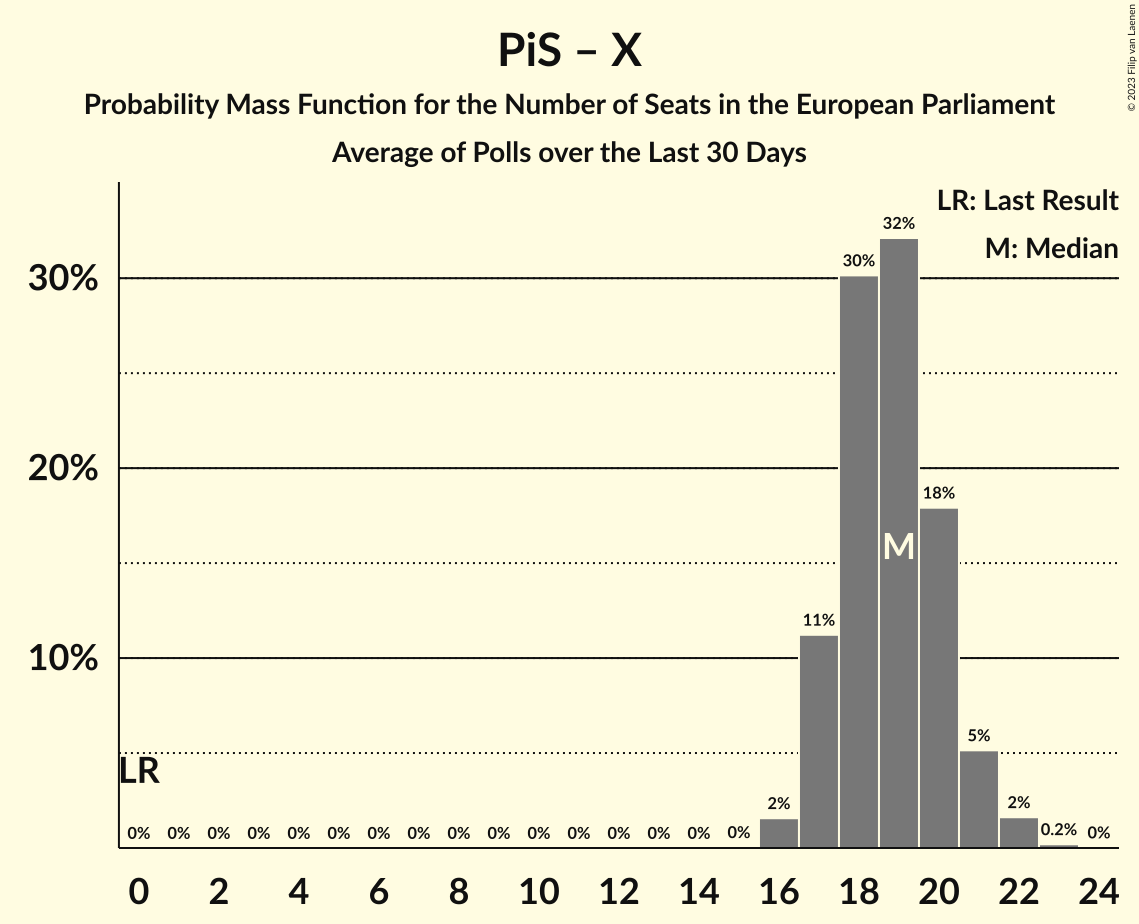 PiS – X
Probability Mass Function for the Number of Seats in the European Parliament
Average of Polls over the Last 30 Days
© 2023 Filip van Laenen
LR: Last Result
M: Median
32%
30%
30%
20%
18%
M
11%
10%
5%
LR
2%
2%
0% 0% 0% 0% 0% 0% 0% 0% 0% 0% 0% 0% 0% 0% 0% 0% 0.2% 0%
0 2 4 6 8 10 12 14 16 18 20 22 24